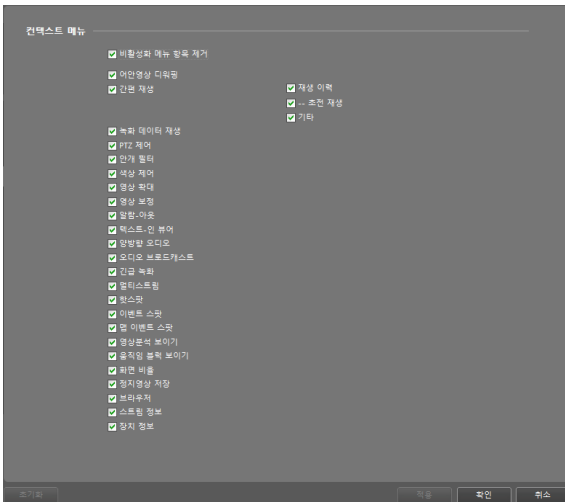 컨텍스트 메뉴
비활성화 메뉴 항목 제거
어안영상 디워핑
간편 재생
재생 이력
-- 초전 재생
기타
녹화 데이터 재생
PTZ 제어
안개 필터
색상 제어
영상 확대
영상 보정
알람-아웃
텍스트-인 뷰어
양방향 오디오
오디오 브로드캐스트
긴급 녹화
멀티스트림
핫스팟
이벤트 스팟
맵 이벤트 스팟
영상분석 보이기
움직임 블럭 보이기
화면 비율
정지영상 저장
브라우저
스트림 정보
장치 정보
초기화
적용
확인
취소